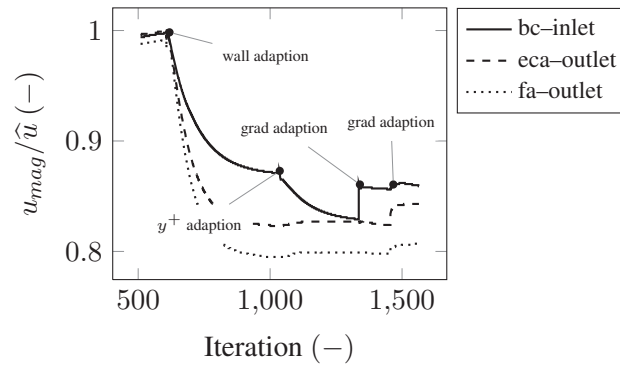 1
0.9
0.8
500
1,000
1,500
u_mag/û (−)
Iteration (−)
wall adaption
grad adaption
grad adaption
y⁺ adaption
bc–inlet
eca–outlet
fa–outlet